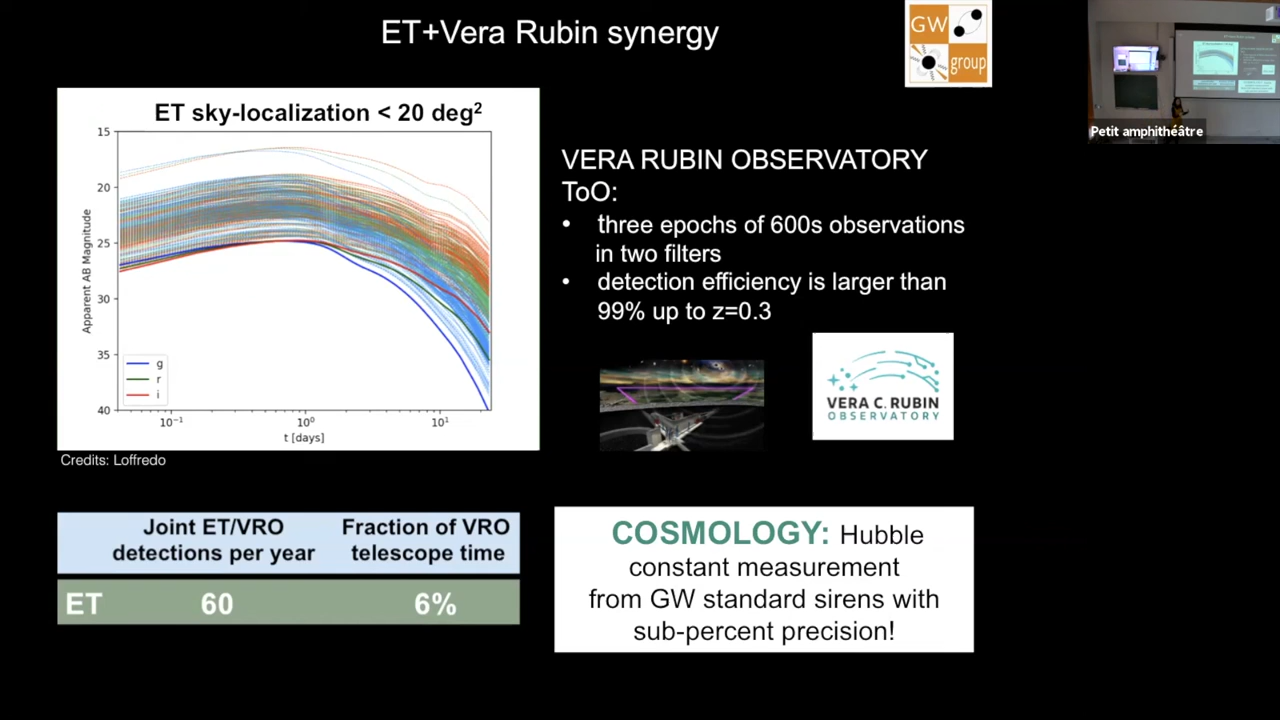 ET+Vera Rubin synergy
GW
group
Petit amphithéâtre
ET sky-localization < 20 deg²
15
20
25
30
35
40
Apparent AB Magnitude
g
r
i
10⁻¹
10⁰
10¹
t [days]
Credits: Loffredo
VERA RUBIN OBSERVATORY
ToO:
• three epochs of 600s observations
in two filters
• detection efficiency is larger than
99% up to z=0.3
VERA C. RUBIN
OBSERVATORY
Joint ET/VRO
detections per year
Fraction of VRO
telescope time
ET 60 6%
COSMOLOGY: Hubble
constant measurement
from GW standard sirens with
sub-percent precision!